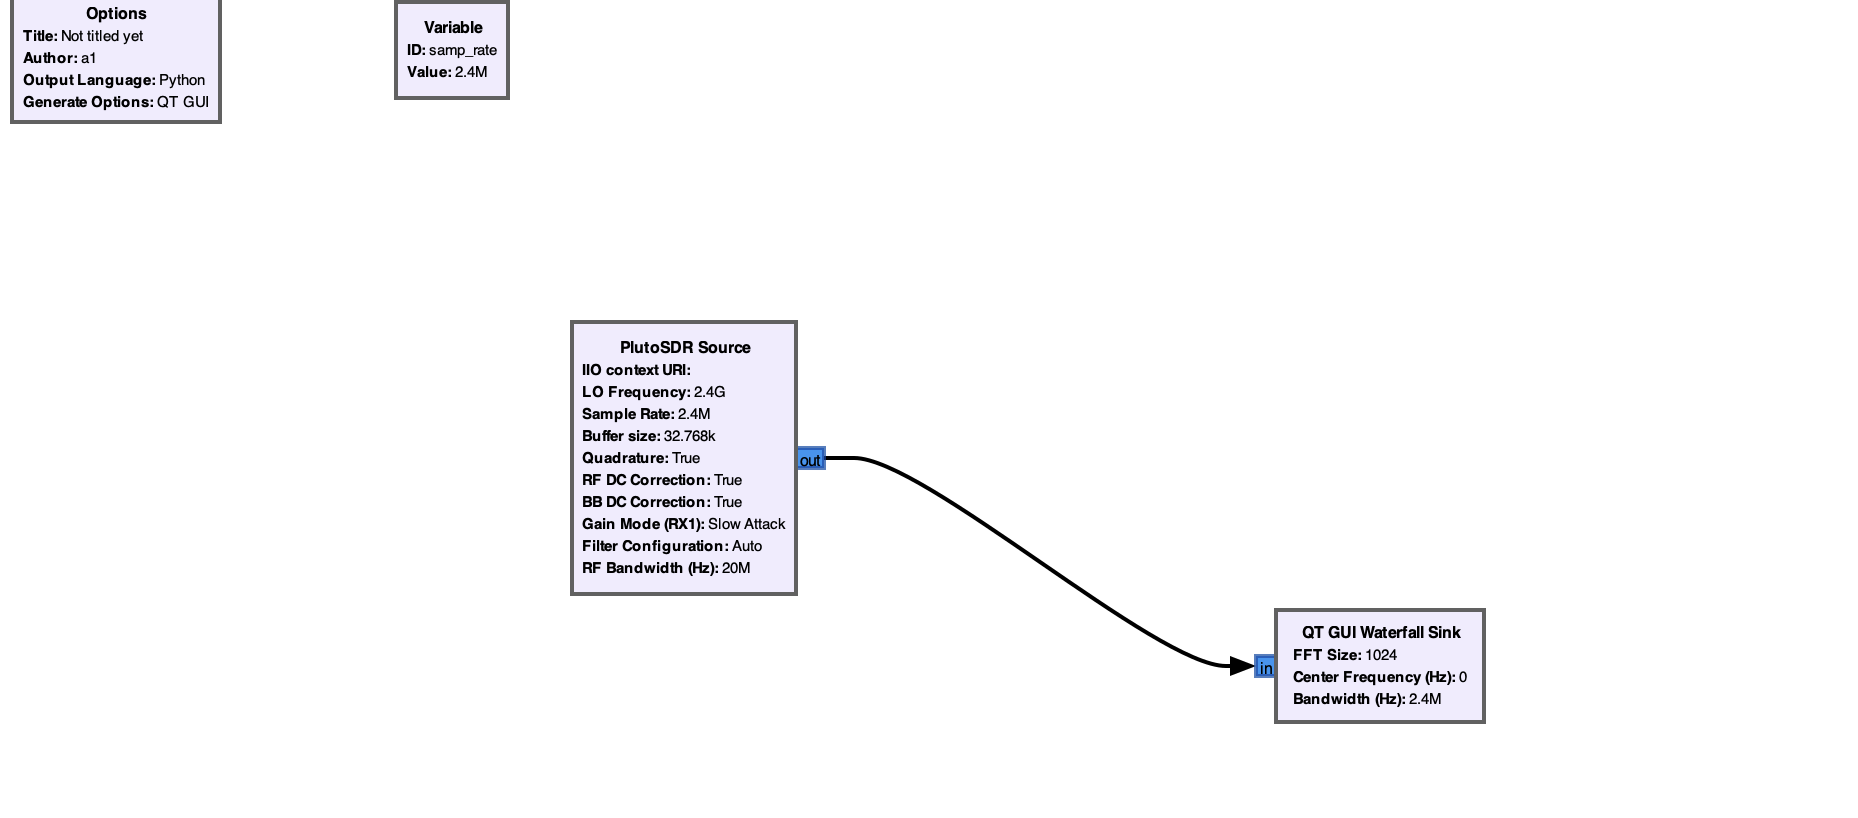 Options
Title: Not titled yet
Author: a1
Output Language: Python
Generate Options: QT GUI
Variable
ID: samp_rate
Value: 2.4M
PlutoSDR Source
IIO context URI:
LO Frequency: 2.4G
Sample Rate: 2.4M
Buffer size: 32.768k
Quadrature: True
RF DC Correction: True
BB DC Correction: True
Gain Mode (RX1): Slow Attack
Filter Configuration: Auto
RF Bandwidth (Hz): 20M
out
in
QT GUI Waterfall Sink
FFT Size: 1024
Center Frequency (Hz): 0
Bandwidth (Hz): 2.4M